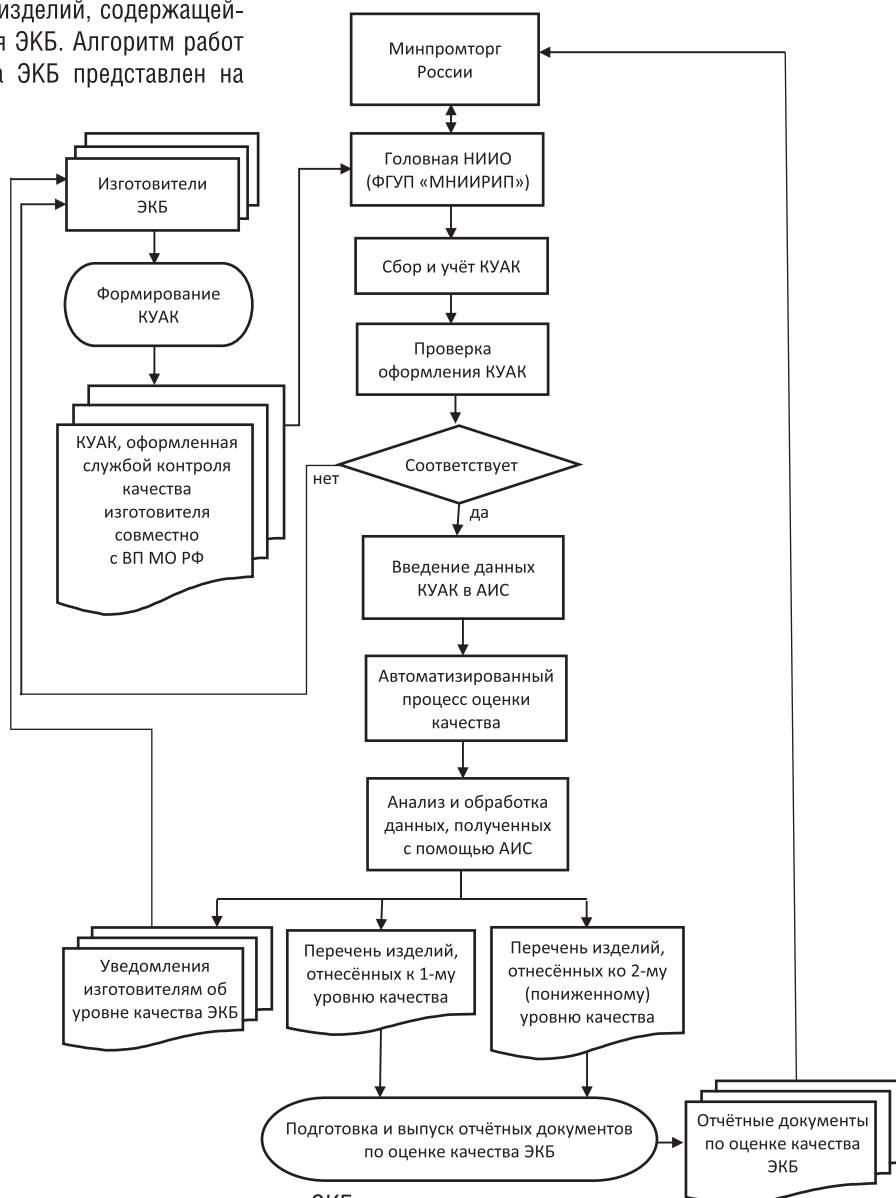 изделий, содержащей-
я ЭКБ. Алгоритм работ
а ЭКБ представлен на
Минпромторг
России
Головная НИИО
(ФГУП «МНИИРИП»)
Изготовители
ЭКБ
Сбор и учёт КУАК
Формирование
КУАК
Проверка
оформления КУАК
КУАК, оформленная
службой контроля
качества
изготовителя
совместно
с ВП МО РФ
Соответствует
нет
да
Введение данных
КУАК в АИС
Автоматизированный
процесс оценки
качества
Анализ и обработка
данных, полученных
с помощью АИС
Уведомления
изготовителям об
уровне качества ЭКБ
Перечень изделий,
отнесённых к 1-му
уровню качества
Перечень изделий,
отнесённых ко 2-му
(пониженному)
уровню качества
Подготовка и выпуск отчётных документов
по оценке качества ЭКБ
Отчётные документы
по оценке качества
ЭКБ